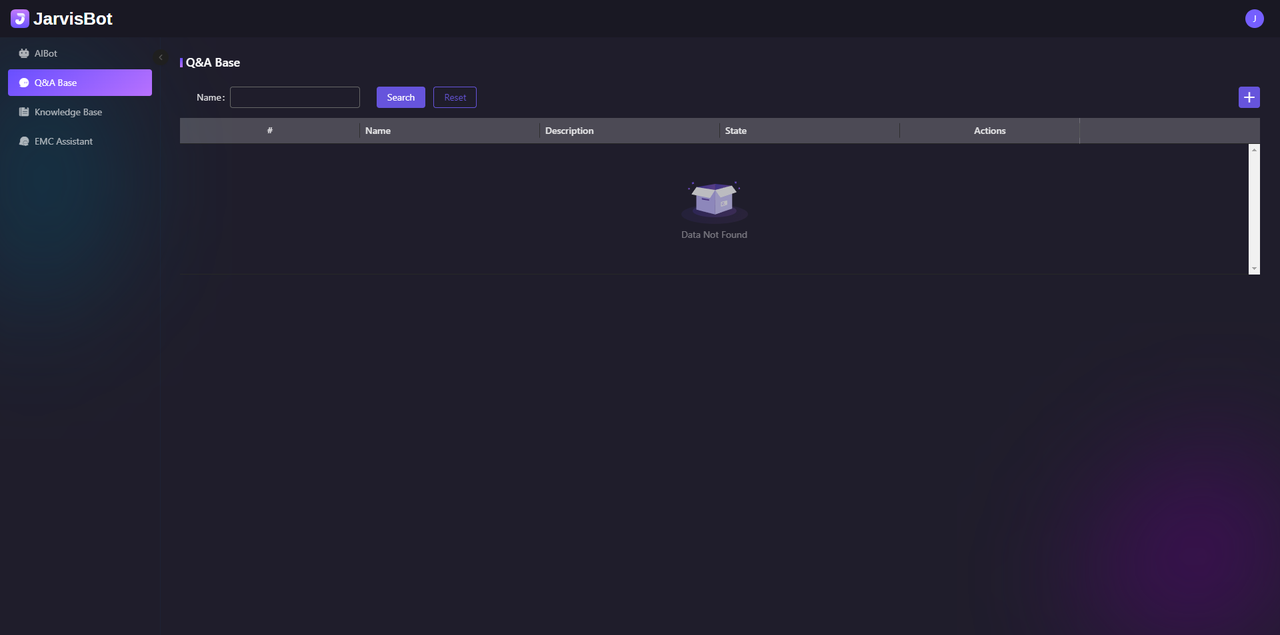 JarvisBot
J
AIBot
Q&A Base
Knowledge Base
EMC Assistant
Q&A Base
Name:
Search
Reset
# Name Description State Actions
Data Not Found